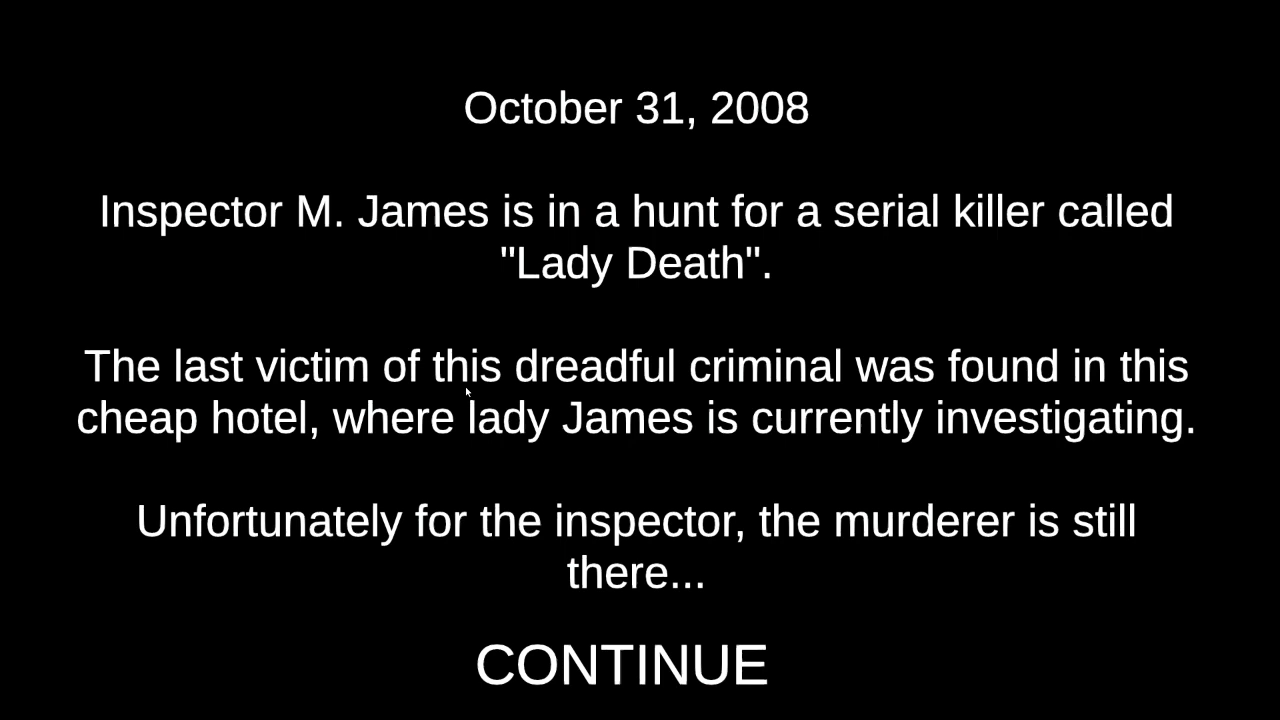 October 31, 2008
Inspector M. James is in a hunt for a serial killer called
"Lady Death".
The last victim of this dreadful criminal was found in this
cheap hotel, where lady James is currently investigating.
Unfortunately for the inspector, the murderer is still
there...
CONTINUE